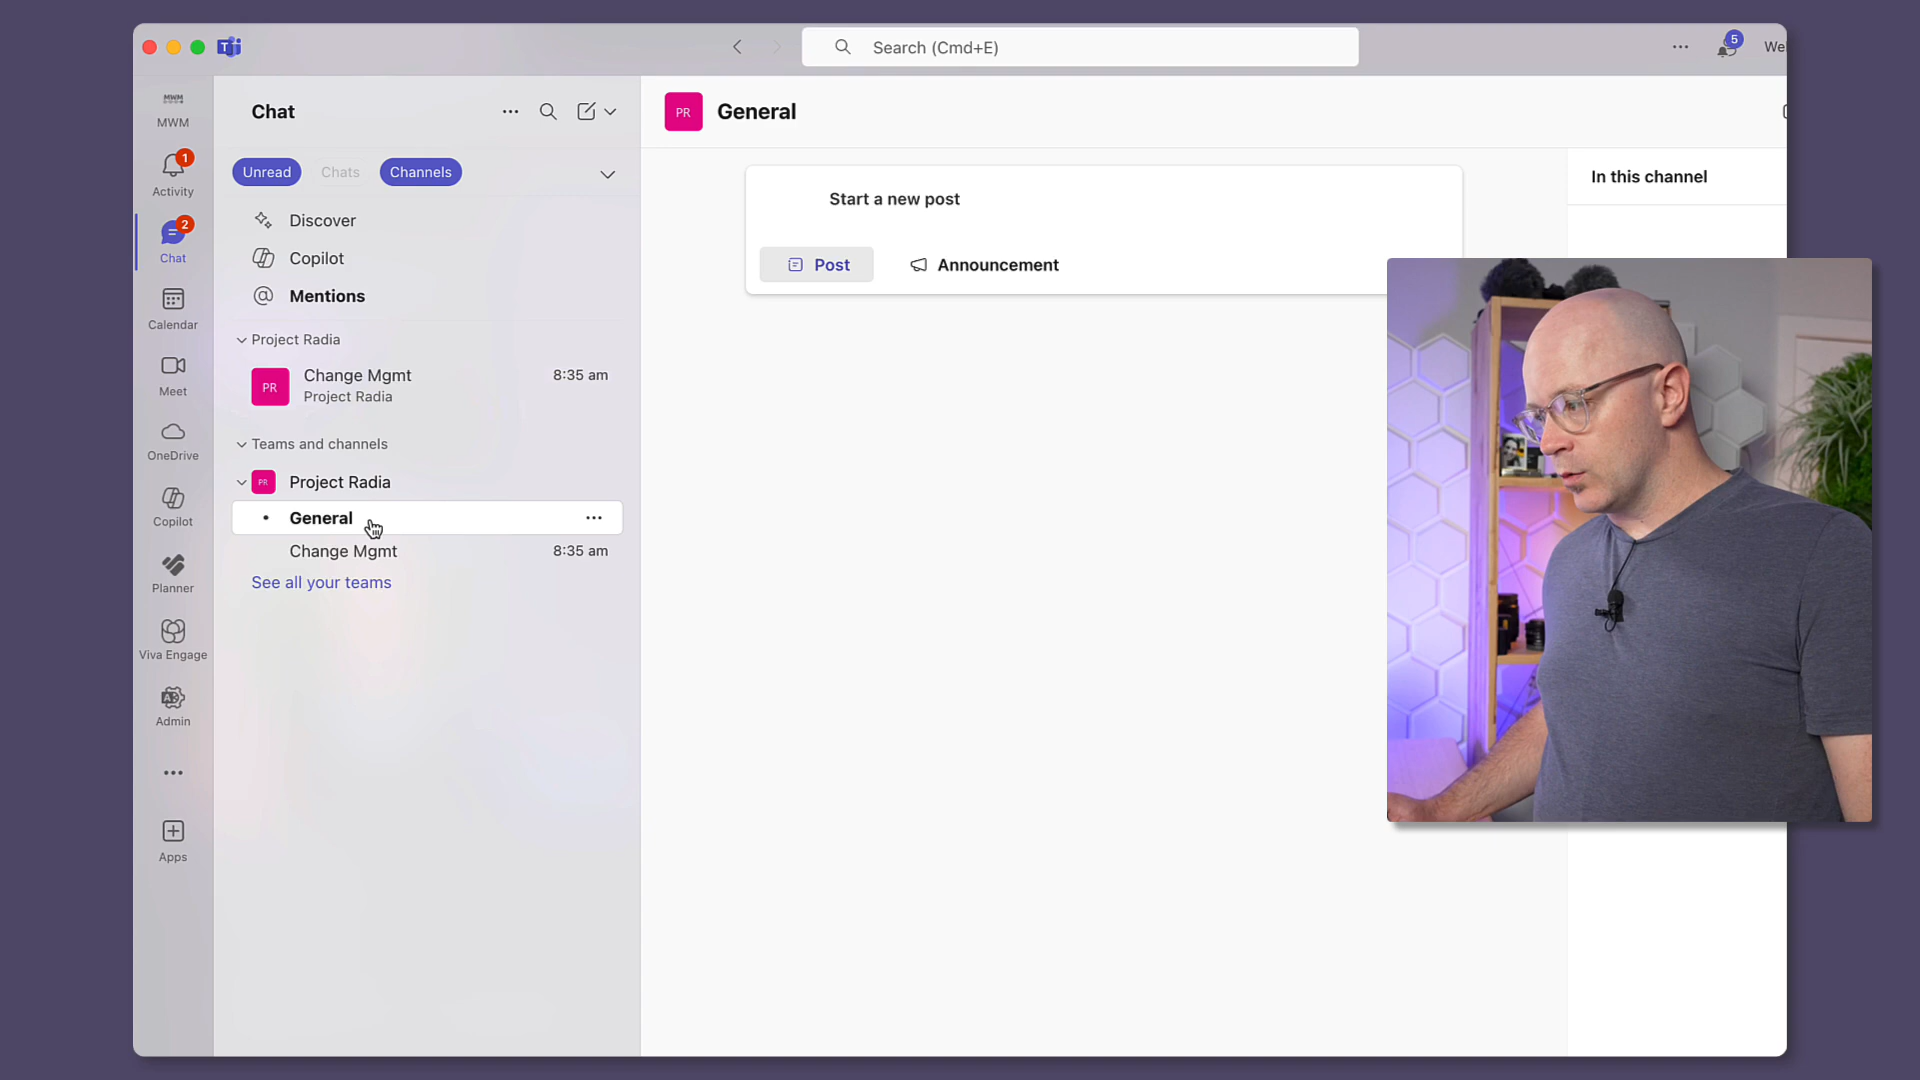 Search (Cmd+E)
5
We
MWM
MWM
1
Activity
2
Chat
Calendar
Meet
OneDrive
Copilot
Planner
Viva Engage
Admin
Apps
Chat
Unread
Chats
Channels
Discover
Copilot
Mentions
Project Radia
PR
Change Mgmt
8:35 am
Project Radia
Teams and channels
PR
Project Radia
General
Change Mgmt
8:35 am
See all your teams
PR
General
Start a new post
Post
Announcement
In this channel